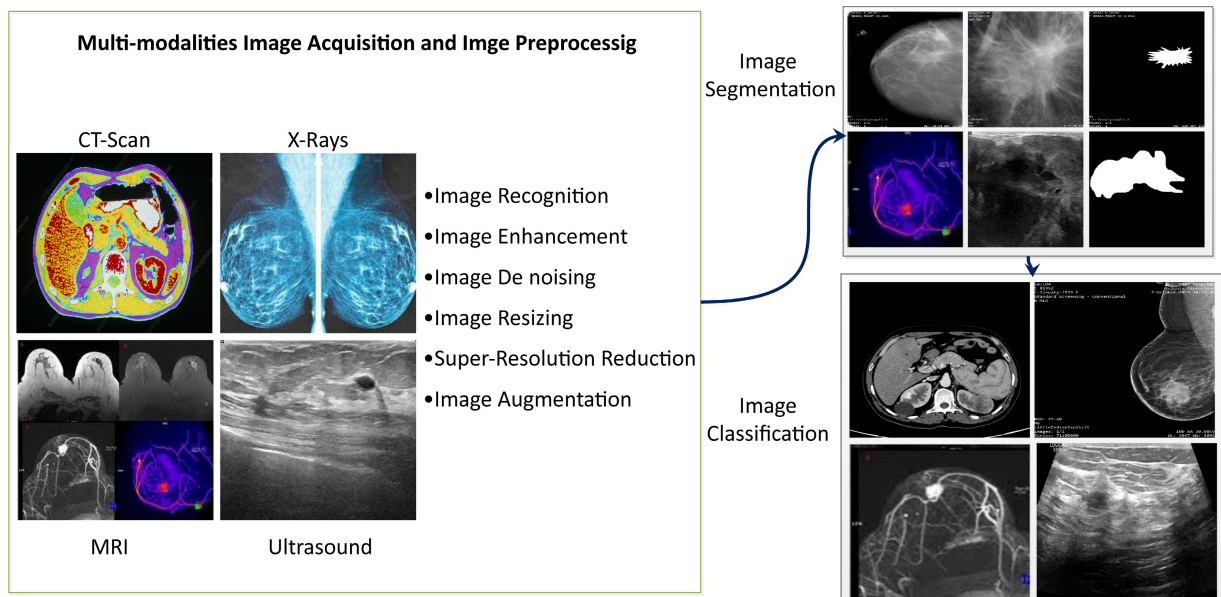 Multi-modalities Image Acquisition and Imge Preprocessig
CT-Scan
X-Rays
•Image Recognition
•Image Enhancement
•Image De noising
•Image Resizing
•Super-Resolution Reduction
•Image Augmentation
MRI
Ultrasound
Image
Segmentation
Image
Classification
Standard Screening - Conventional